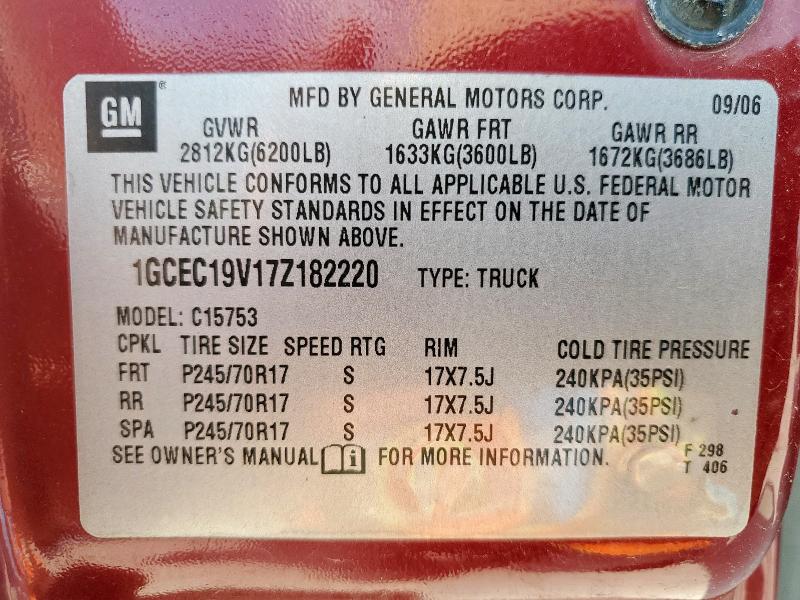 GM® MFD BY GENERAL MOTORS CORP. 09/06
GVWR GAWR FRT GAWR RR
2812KG(6200LB) 1633KG(3600LB) 1672KG(3686LB)
THIS VEHICLE CONFORMS TO ALL APPLICABLE U.S. FEDERAL MOTOR
VEHICLE SAFETY STANDARDS IN EFFECT ON THE DATE OF
MANUFACTURE SHOWN ABOVE.
1GCEC19V17Z182220 TYPE: TRUCK
MODEL: C15753
CPKL TIRE SIZE SPEED RTG RIM COLD TIRE PRESSURE
FRT P245/70R17 S 17X7.5J 240KPA(35PSI)
RR P245/70R17 S 17X7.5J 240KPA(35PSI)
SPA P245/70R17 S 17X7.5J 240KPA(35PSI)
SEE OWNER'S MANUAL i FOR MORE INFORMATION. F 298
T 406